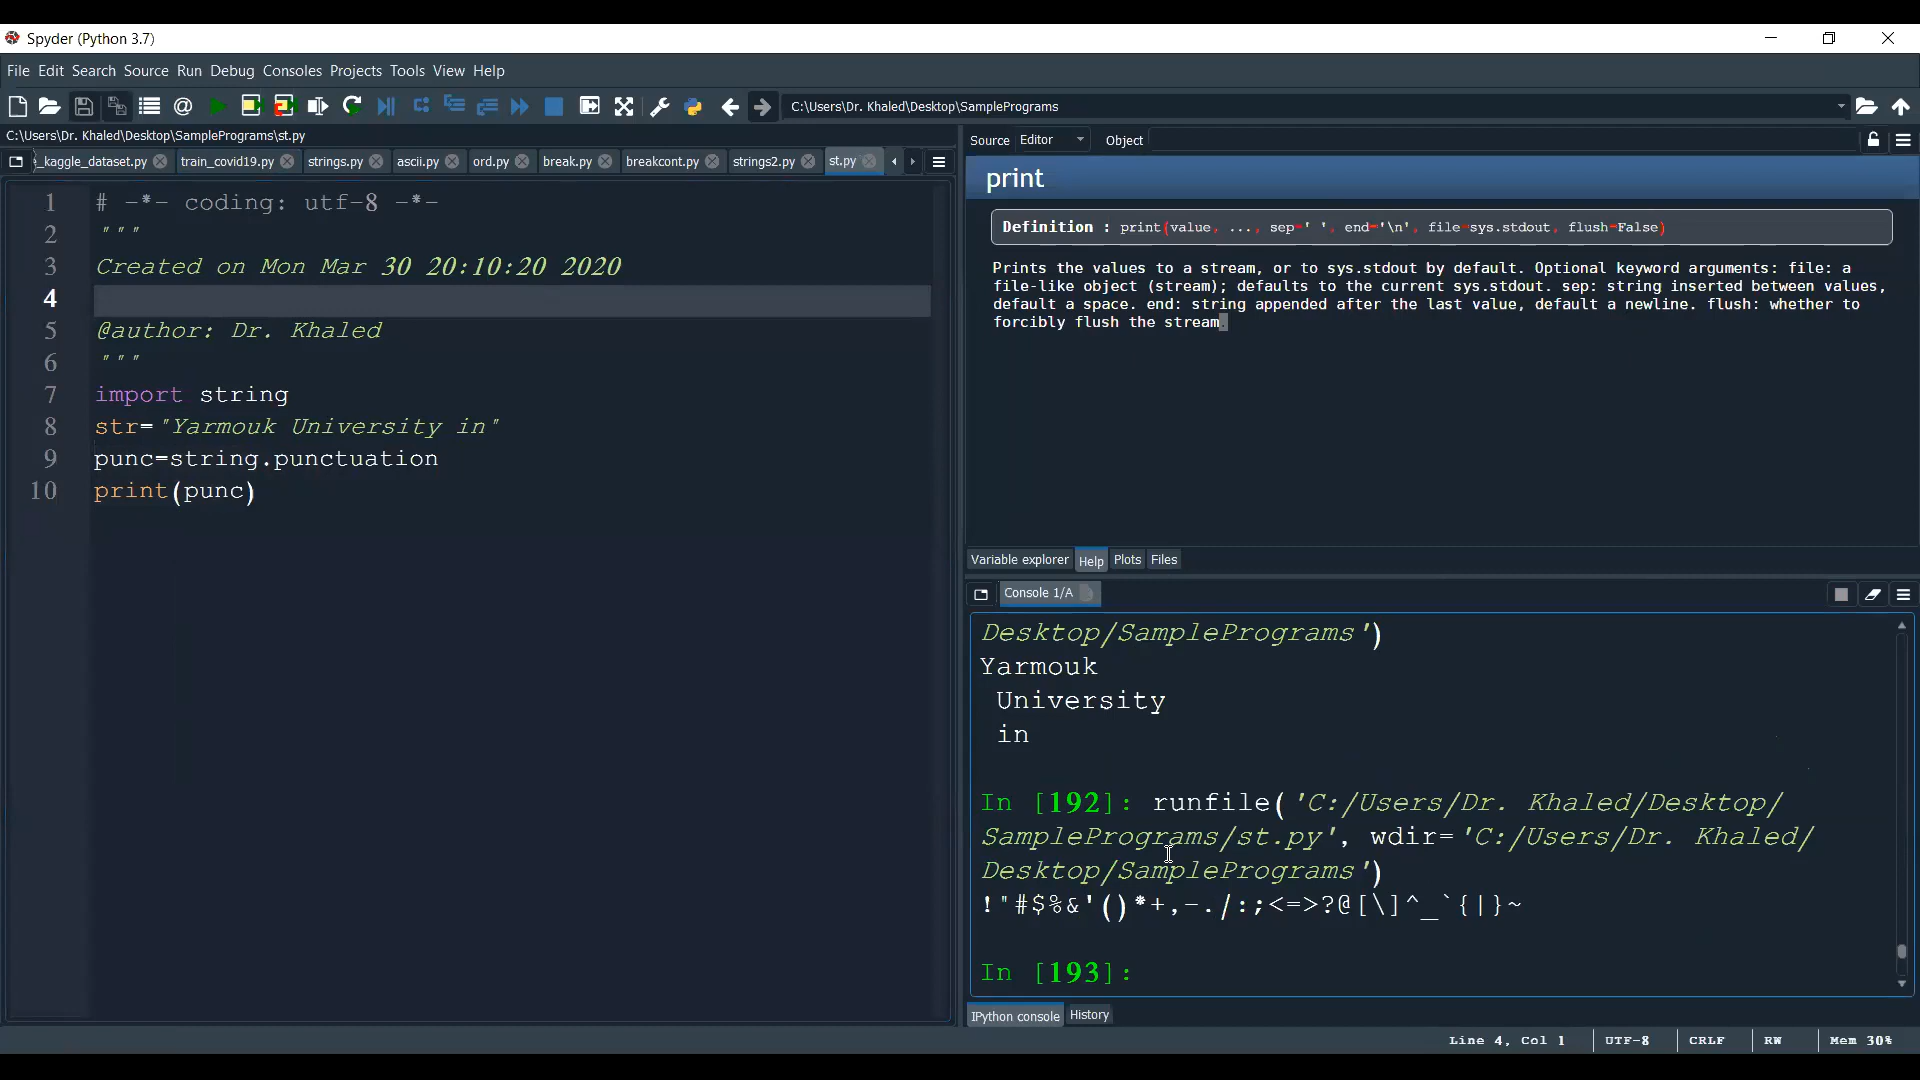 Spyder (Python 3.7)
File Edit Search Source Run Debug Consoles Projects Tools View Help
C:\Users\Dr. Khaled\Desktop\SamplePrograms
C:\Users\Dr. Khaled\Desktop\SamplePrograms\st.py
_kaggle_dataset.py train_covid19.py strings.py ascii.py ord.py break.py breakcont.py strings2.py st.py
1 # -*- coding: utf-8 -*-
2 """
3 Created on Mon Mar 30 20:10:20 2020
4
5 @author: Dr. Khaled
6 """
7 import string
8 str="Yarmouk University in"
9 punc=string.punctuation
10 print(punc)
Source Editor Object
print
Definition : print(value, ..., sep=' ', end='\n', file=sys.stdout, flush=False)
Prints the values to a stream, or to sys.stdout by default. Optional keyword arguments: file: a
file-like object (stream); defaults to the current sys.stdout. sep: string inserted between values,
default a space. end: string appended after the last value, default a newline. flush: whether to
forcibly flush the stream.
Variable explorer Help Plots Files
Console 1/A
Desktop/SamplePrograms')
Yarmouk
University
in
In [192]: runfile('C:/Users/Dr. Khaled/Desktop/
SamplePrograms/st.py', wdir='C:/Users/Dr. Khaled/
Desktop/SamplePrograms')
!"#$%&'()*+,-./:;<=>?@[\]^_`{|}~
In [193]:
IPython console History
Line 4, Col 1 UTF-8 CRLF RW Mem 30%